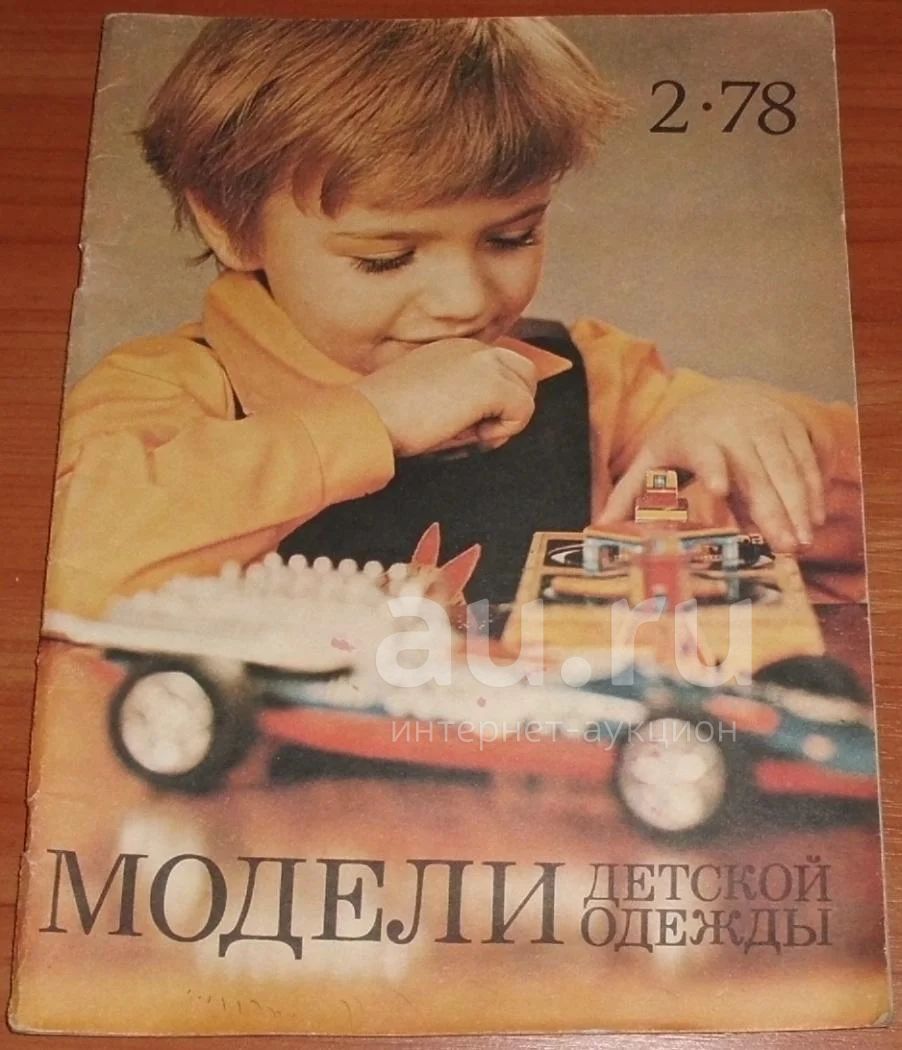 2·78
au.ru
интернет-аукцион
МОДЕЛИ
ДЕТСКОЙ
ОДЕЖДЫ